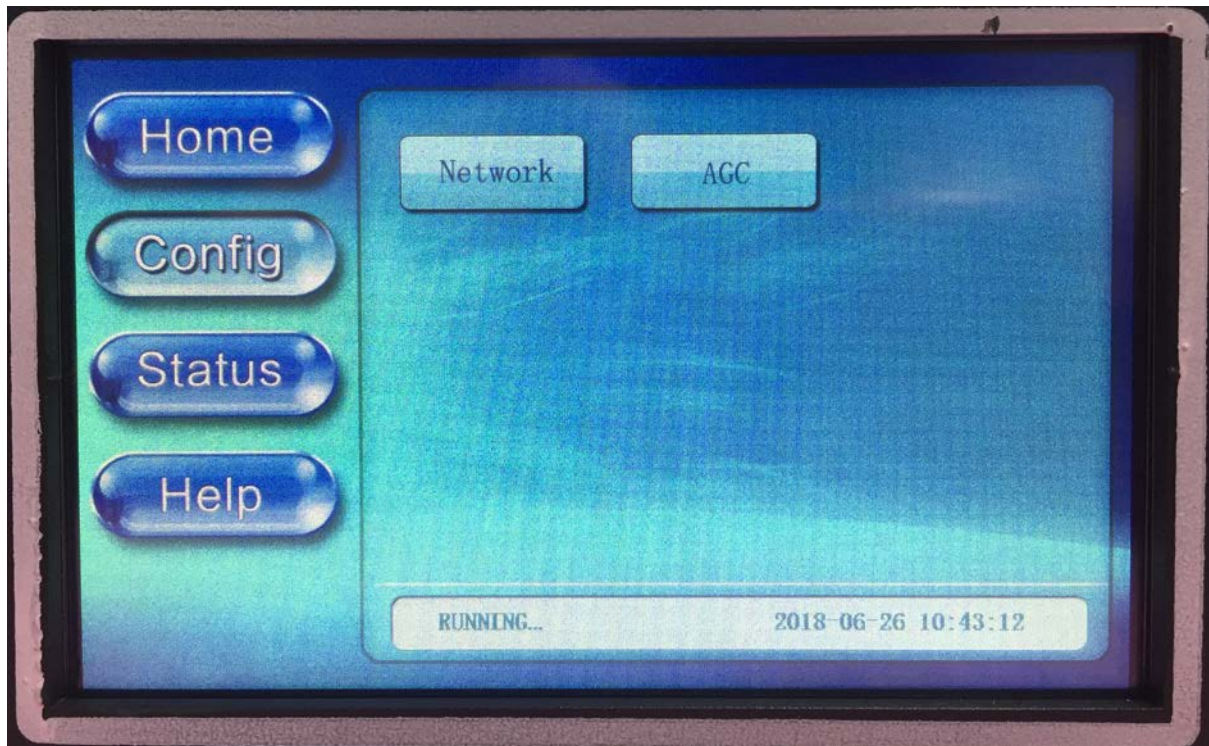 Home
Config
Status
Help
Network
AGC
RUNNING...
2018-06-26 10:43:12